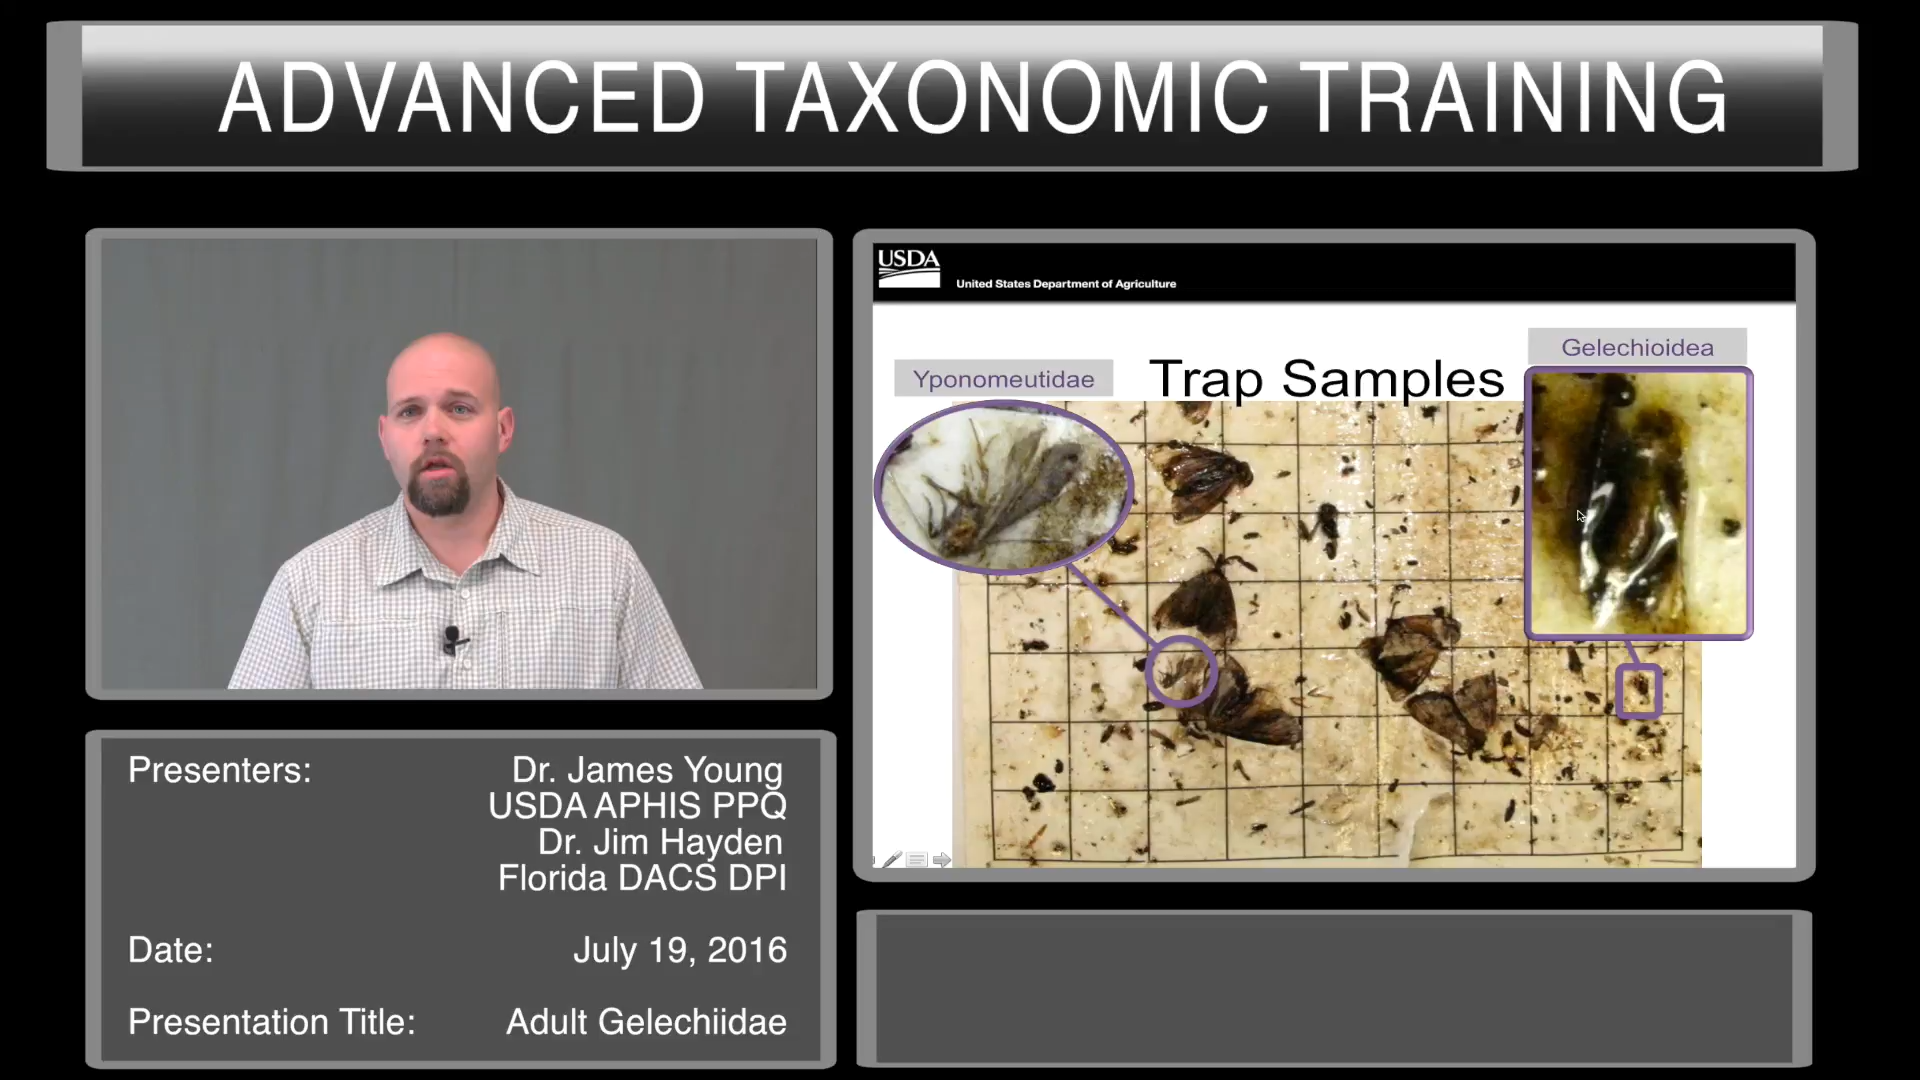 ADVANCED TAXONOMIC TRAINING
USDA
United States Department of Agriculture
Gelechioidea
Yponomeutidae
Trap Samples
Presenters: Dr. James Young
USDA APHIS PPQ
Dr. Jim Hayden
Florida DACS DPI
Date: July 19, 2016
Presentation Title: Adult Gelechiidae